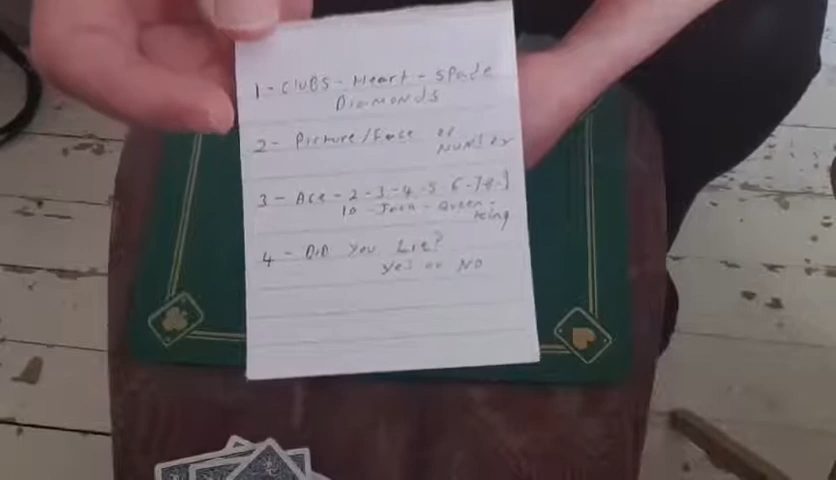 1 - CLUBS - Heart - Spade
DiamonDs
2 - Picture/Face or
Number
3 - Ace - 2 - 3 - 4 - 5 - 6 - 7 8 - 9
10 - Jack - Queen -
King
4 - DiD you Lie?
yes or NO